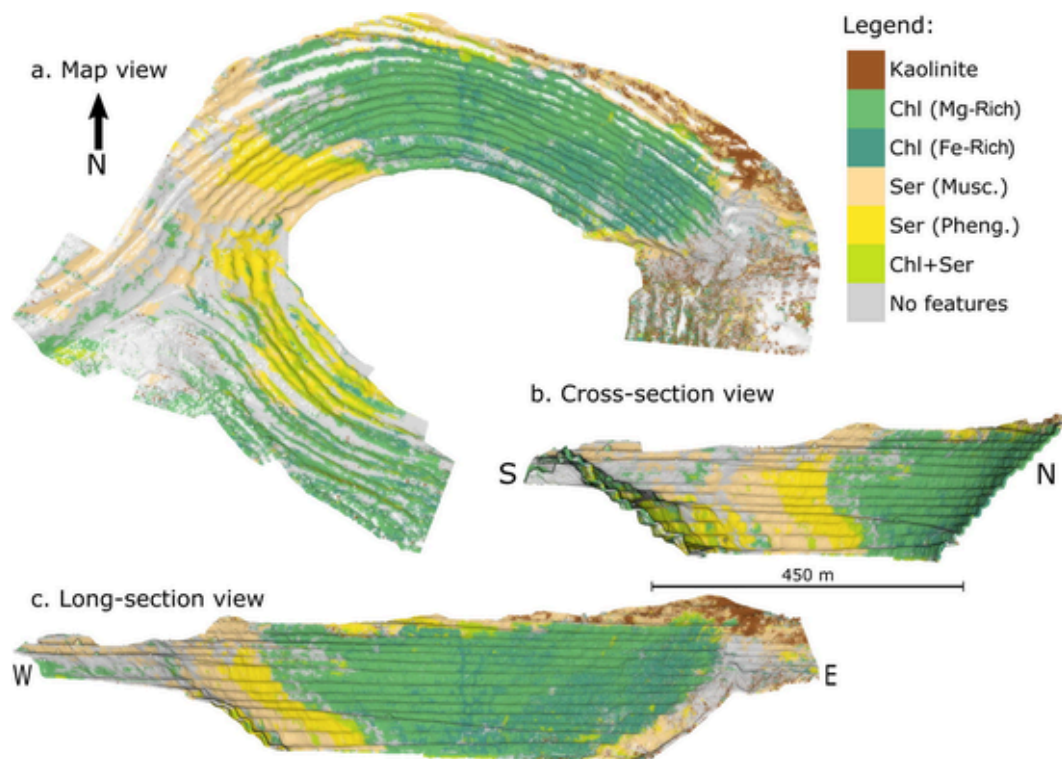 a. Map view
N
Legend:
Kaolinite
Chl (Mg-Rich)
Chl (Fe-Rich)
Ser (Musc.)
Ser (Pheng.)
Chl+Ser
No features
b. Cross-section view
S
N
450 m
c. Long-section view
W
E